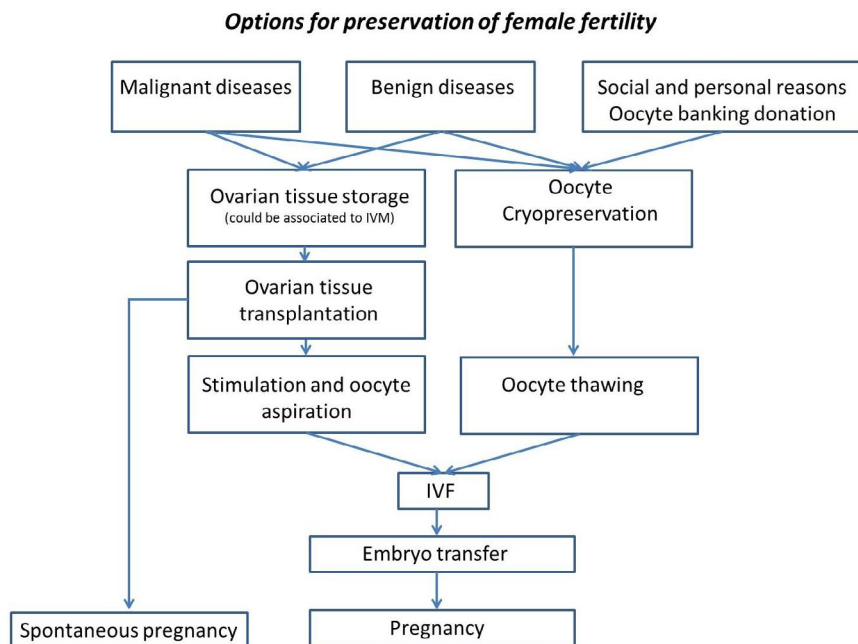 Options for preservation of female fertility
Malignant diseases
Benign diseases
Social and personal reasons
Oocyte banking donation
Ovarian tissue storage
(could be associated to IVM)
Oocyte
Cryopreservation
Ovarian tissue
transplantation
Stimulation and oocyte
aspiration
Oocyte thawing
IVF
Embryo transfer
Spontaneous pregnancy
Pregnancy